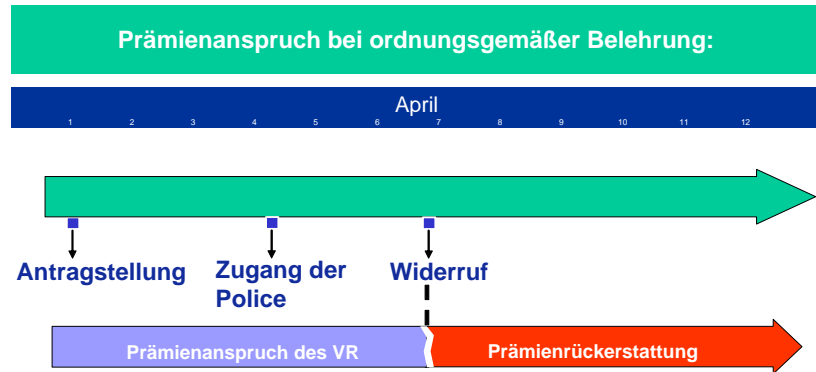 Prämienanspruch bei ordnungsgemäßer Belehrung:
April
1 2 3 4 5 6 7 8 9 10 11 12
Antragstellung
Zugang der
Police
Widerruf
Prämienanspruch des VR
Prämienrückerstattung